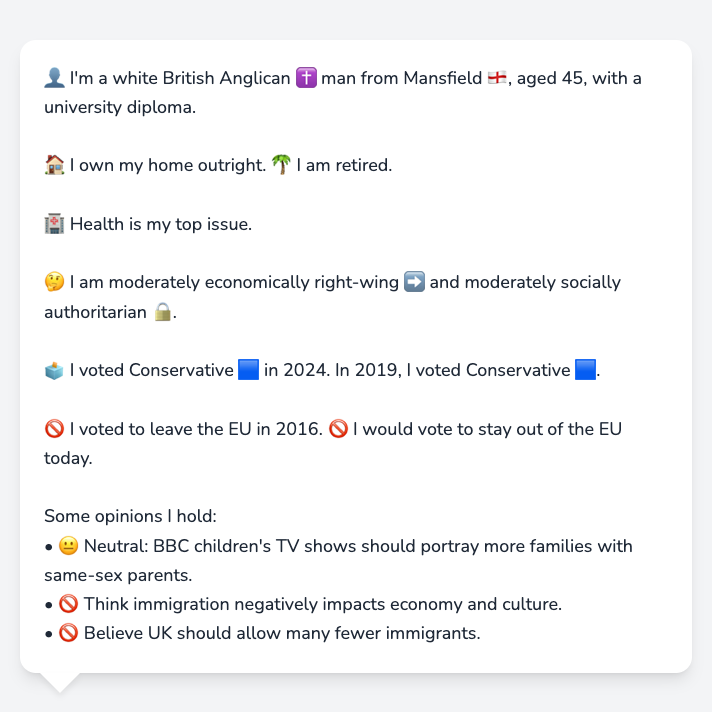 👤 I'm a white British Anglican ✝️ man from Mansfield 🏴󠁧󠁢󠁥󠁮󠁧󠁿, aged 45, with a
university diploma.
🏠 I own my home outright. 🌴 I am retired.
🏥 Health is my top issue.
🤔 I am moderately economically right-wing ➡️ and moderately socially
authoritarian 🔒.
🗳️ I voted Conservative 🟦 in 2024. In 2019, I voted Conservative 🟦.
🚫 I voted to leave the EU in 2016. 🚫 I would vote to stay out of the EU
today.
Some opinions I hold:
• 😐 Neutral: BBC children's TV shows should portray more families with
same-sex parents.
• 🚫 Think immigration negatively impacts economy and culture.
• 🚫 Believe UK should allow many fewer immigrants.